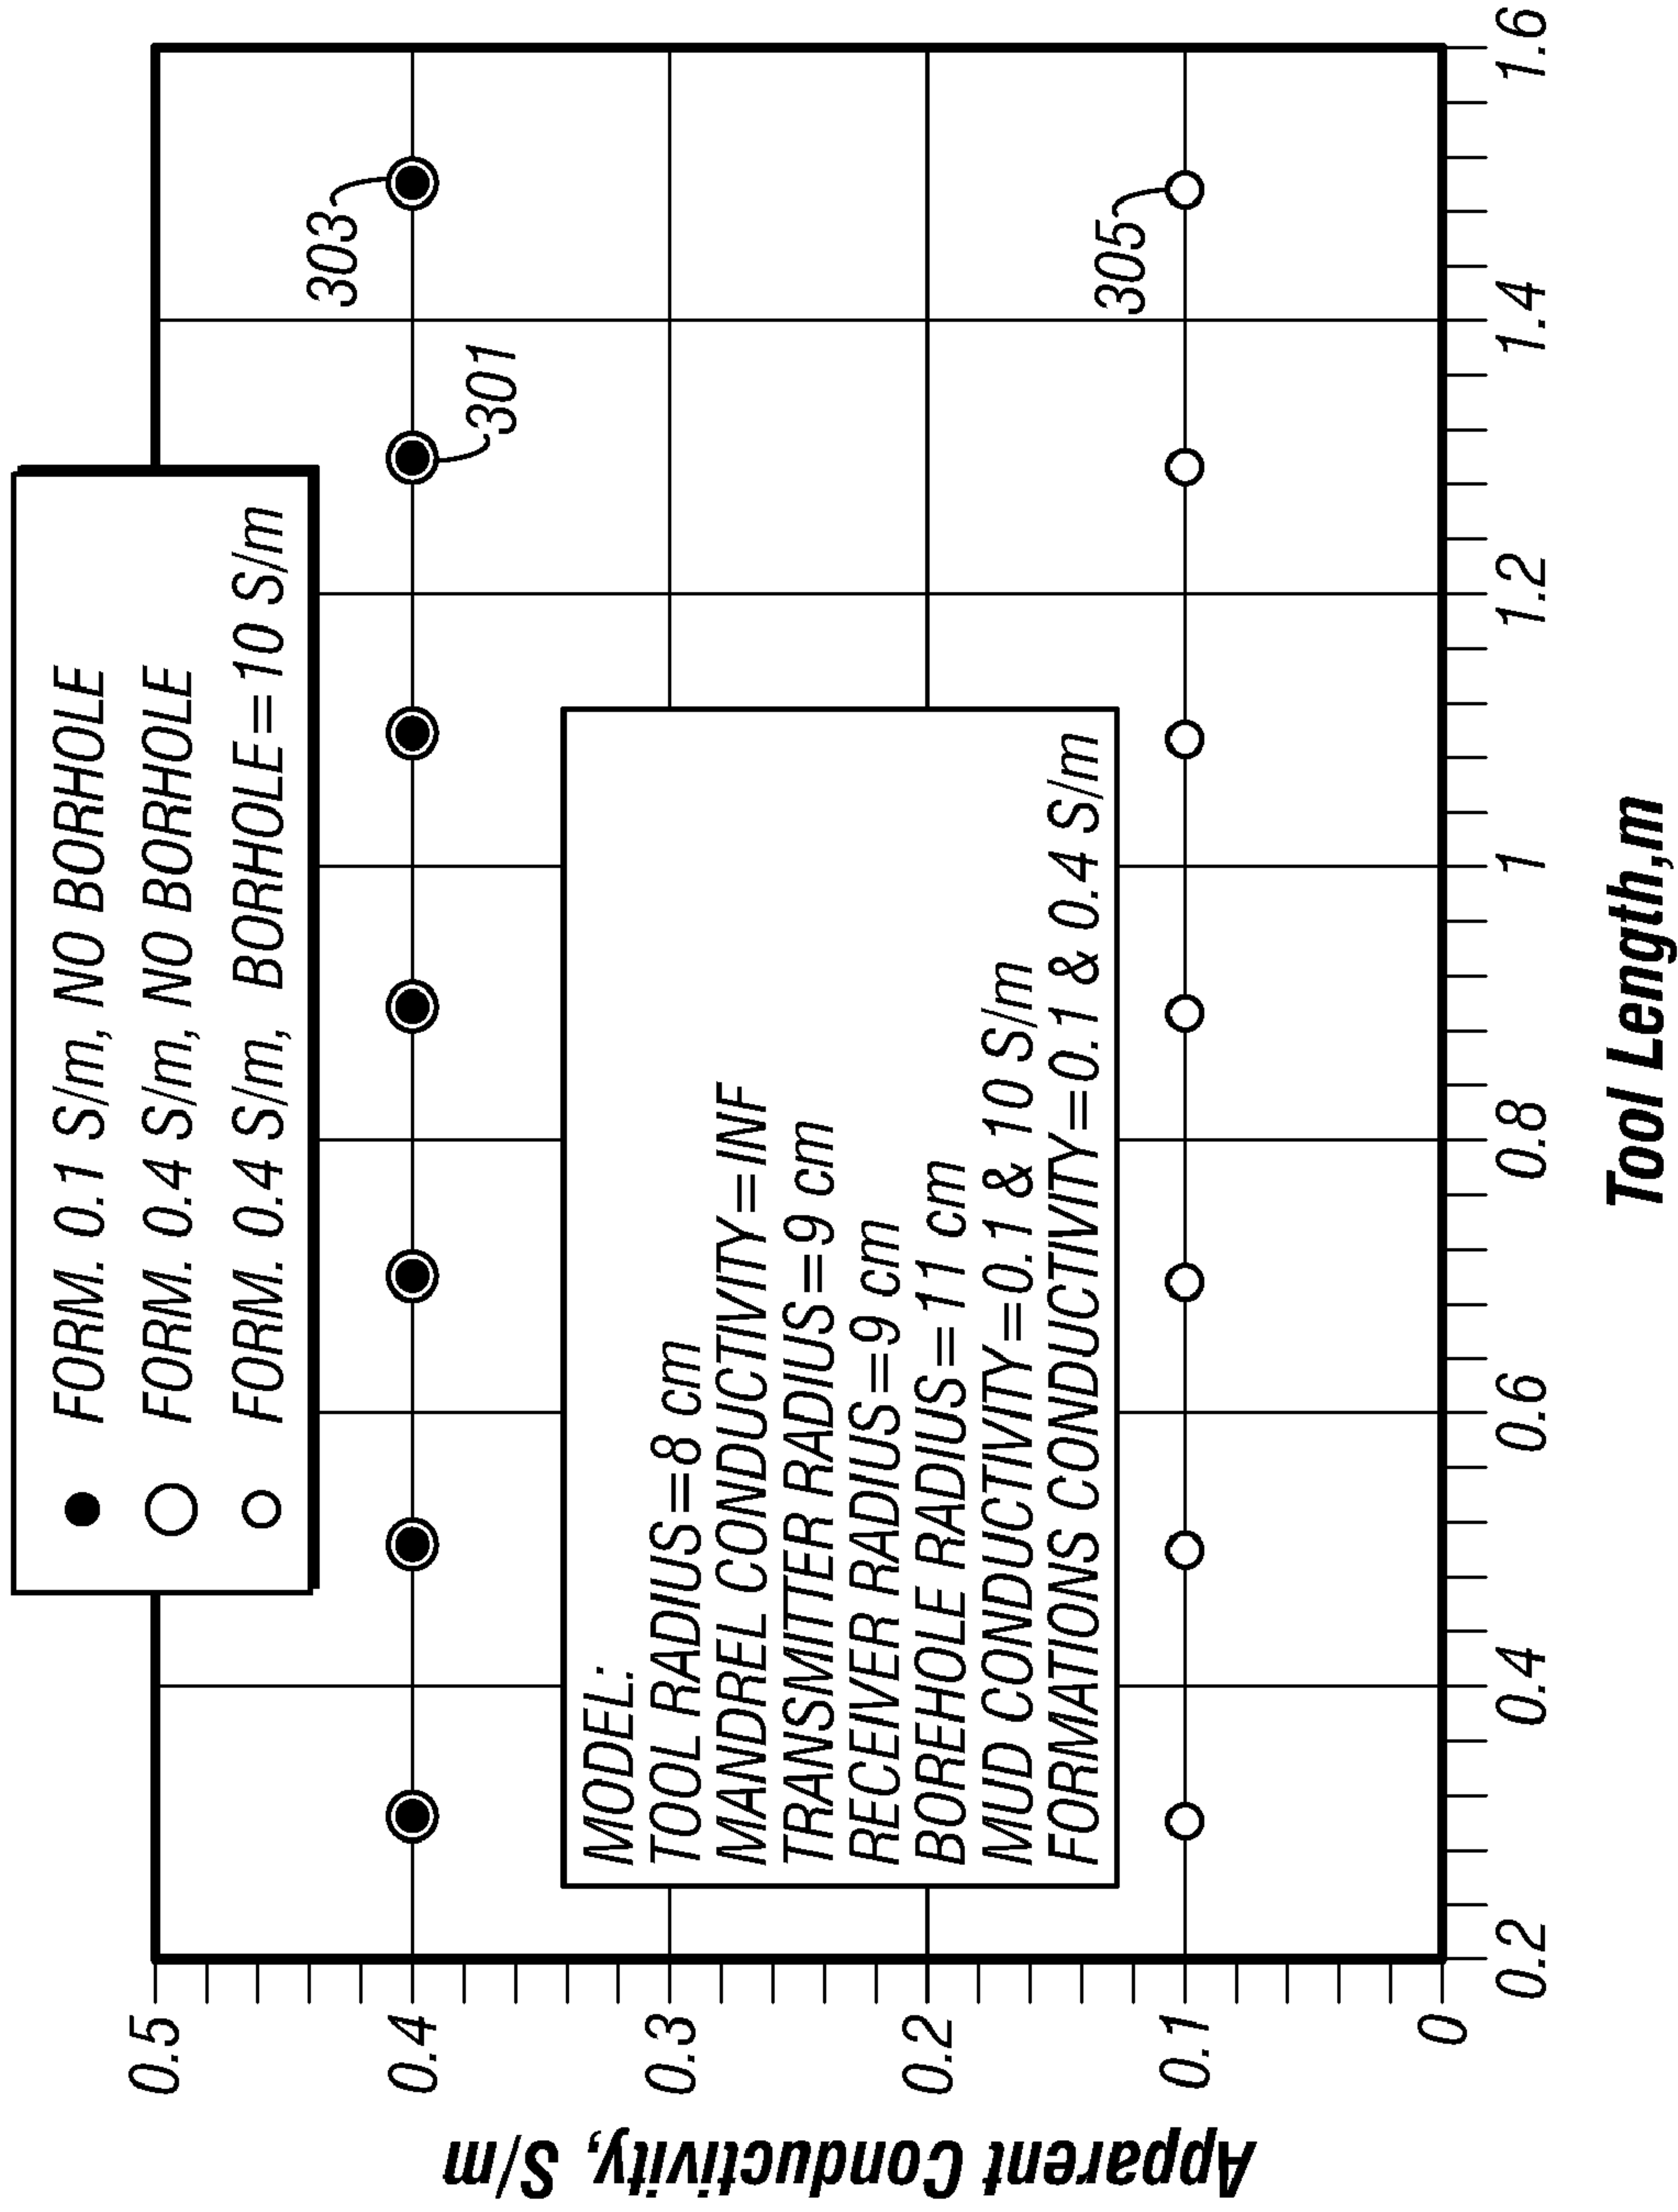 FORM. 0.1 S/m, NO BORHOLE
FORM. 0.4 S/m, NO BORHOLE
FORM. 0.4 S/m, BORHOLE=10 S/m
303
301
305
MODEL:
TOOL RADIUS=8 cm
MANDREL CONDUCTIVITY=INF
TRANSMITTER RADIUS=9 cm
RECEIVER RADIUS=9 cm
BOREHOLE RADIUS=11 cm
MUD CONDUCTIVITY=0.1 & 10 S/m
FORMATIONS CONDUCTIVITY=0.1 & 0.4 S/m
Apparent Conductivity, S/m
0.5
0.4
0.3
0.2
0.1
0
0.2
0.4
0.6
0.8
1
1.2
1.4
1.6
Tool Length,m